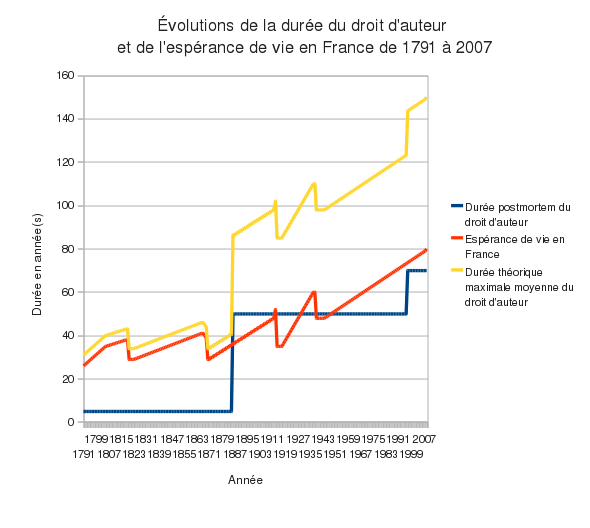 Évolutions de la durée du droit d'auteur
et de l'espérance de vie en France de 1791 à 2007
160
140
120
100
80
60
40
20
0
Durée en année(s)
1799 1815 1831 1847 1863 1879 1895 1911 1927 1943 1959 1975 1991 2007
1791 1807 1823 1839 1855 1871 1887 1903 1919 1935 1951 1967 1983 1999
Année
Durée postmortem du
droit d'auteur
Espérance de vie en
France
Durée théorique
maximale moyenne du
droit d'auteur